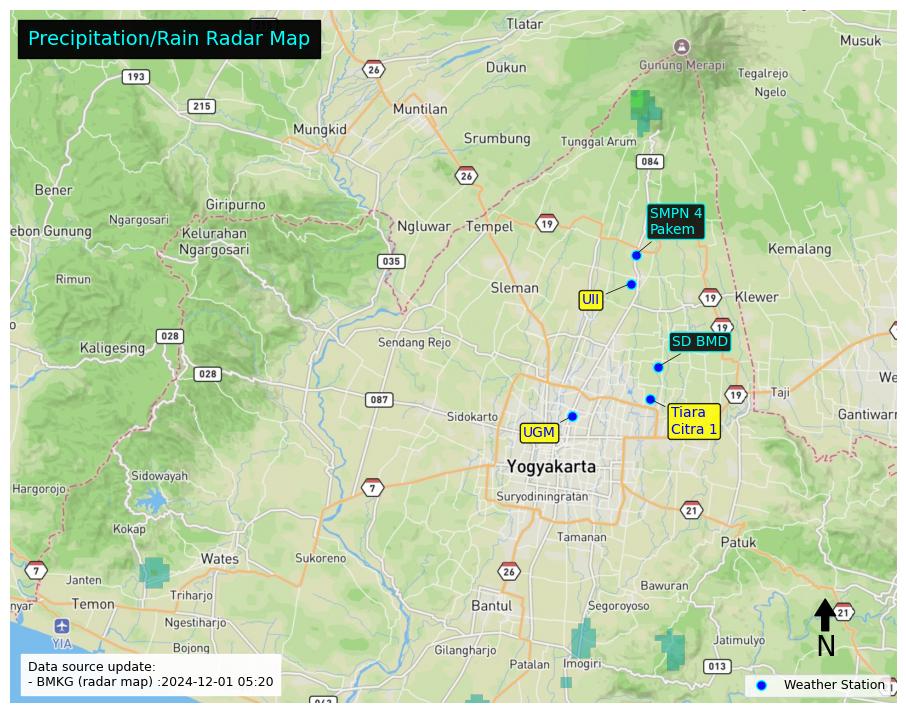 Precipitation/Rain Radar Map
Tlatar
Musuk
26
Dukun
Gunung Merapi
Tegalrejo
193
Ngelo
215
Muntilan
Mungkid
Srumbung
Tunggal Arum
084
26
Bener
Giripurno
SMPN 4
Pakem
Ngargosari
Ngluwar
Tempel
19
ebon Gunung
Kelurahan
Ngargosari
Kemalang
035
Rimun
Sleman
UII
19
Klewer
19
028
Kaligesing
Sendang Rejo
SD BMD
028
We
087
19
Taji
Sidokarto
Tiara
Citra 1
Gantiwarn
UGM
Yogyakarta
Sidowayah
Hargorojo
7
Suryodiningratan
21
Kokap
Tamanan
Patuk
Wates
Sukoreno
7
Janten
26
Bawuran
nyar
Temon
Triharjo
Bantul
Segoroyoso
21
Ngestiharjo
YIA
N
Bojong
Gilangharjo
Jatimulyo
Patalan
Imogiri
013
Data source update:
- BMKG (radar map) :2024-12-01 05:20
Weather Station